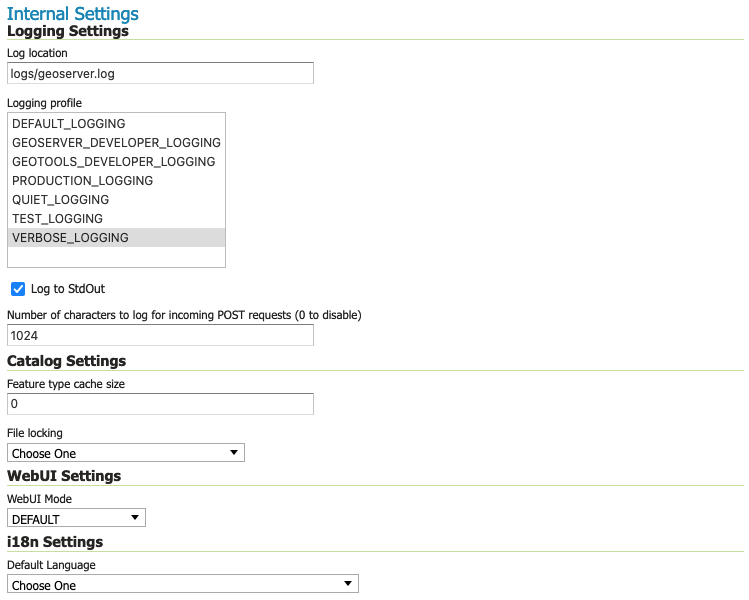 Internal Settings
Logging Settings
Log location
logs/geoserver.log
Logging profile
DEFAULT_LOGGING
GEOSERVER_DEVELOPER_LOGGING
GEOTOOLS_DEVELOPER_LOGGING
PRODUCTION_LOGGING
QUIET_LOGGING
TEST_LOGGING
VERBOSE_LOGGING
Log to StdOut
Number of characters to log for incoming POST requests (0 to disable)
1024
Catalog Settings
Feature type cache size
0
File locking
Choose One
WebUI Settings
WebUI Mode
DEFAULT
i18n Settings
Default Language
Choose One